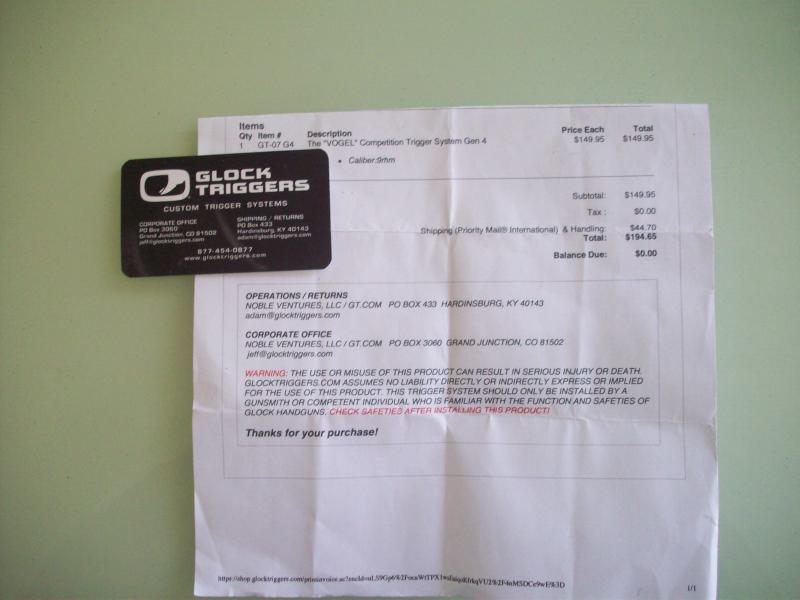 Items
Qty Item # Description Price Each Total
1 GT-07 G4 The "VOGEL" Competition Trigger System Gen 4 $149.95 $149.95
• Caliber:9mm
Subtotal: $149.95
Tax : $0.00
Shipping (Priority Mail® International) & Handling: $44.70
Total: $194.65
Balance Due: $0.00
GLOCK
TRIGGERS
CUSTOM TRIGGER SYSTEMS
CORPORATE OFFICE
PO Box 3060
Grand Junction, CO 81502
jeff@glocktriggers.com
SHIPPING / RETURNS
PO Box 433
Hardinsburg, KY 40143
adam@glocktriggers.com
877-454-0877
www.glocktriggers.com
OPERATIONS / RETURNS
NOBLE VENTURES, LLC / GT.COM PO BOX 433 HARDINSBURG, KY 40143
adam@glocktriggers.com
CORPORATE OFFICE
NOBLE VENTURES, LLC / GT.COM PO BOX 3060 GRAND JUNCTION, CO 81502
jeff@glocktriggers.com
WARNING: THE USE OR MISUSE OF THIS PRODUCT CAN RESULT IN SERIOUS INJURY OR DEATH.
GLOCKTRIGGERS.COM ASSUMES NO LIABILITY DIRECTLY OR INDIRECTLY EXPRESS OR IMPLIED
FOR THE USE OF THIS PRODUCT. THIS TRIGGER SYSTEM SHOULD ONLY BE INSTALLED BY A
GUNSMITH OR COMPETENT INDIVIDUAL WHO IS FAMILIAR WITH THE FUNCTION AND SAFETIES OF
GLOCK HANDGUNS. CHECK SAFETIES AFTER INSTALLING THIS PRODUCT!
Thanks for your purchase!
1/1